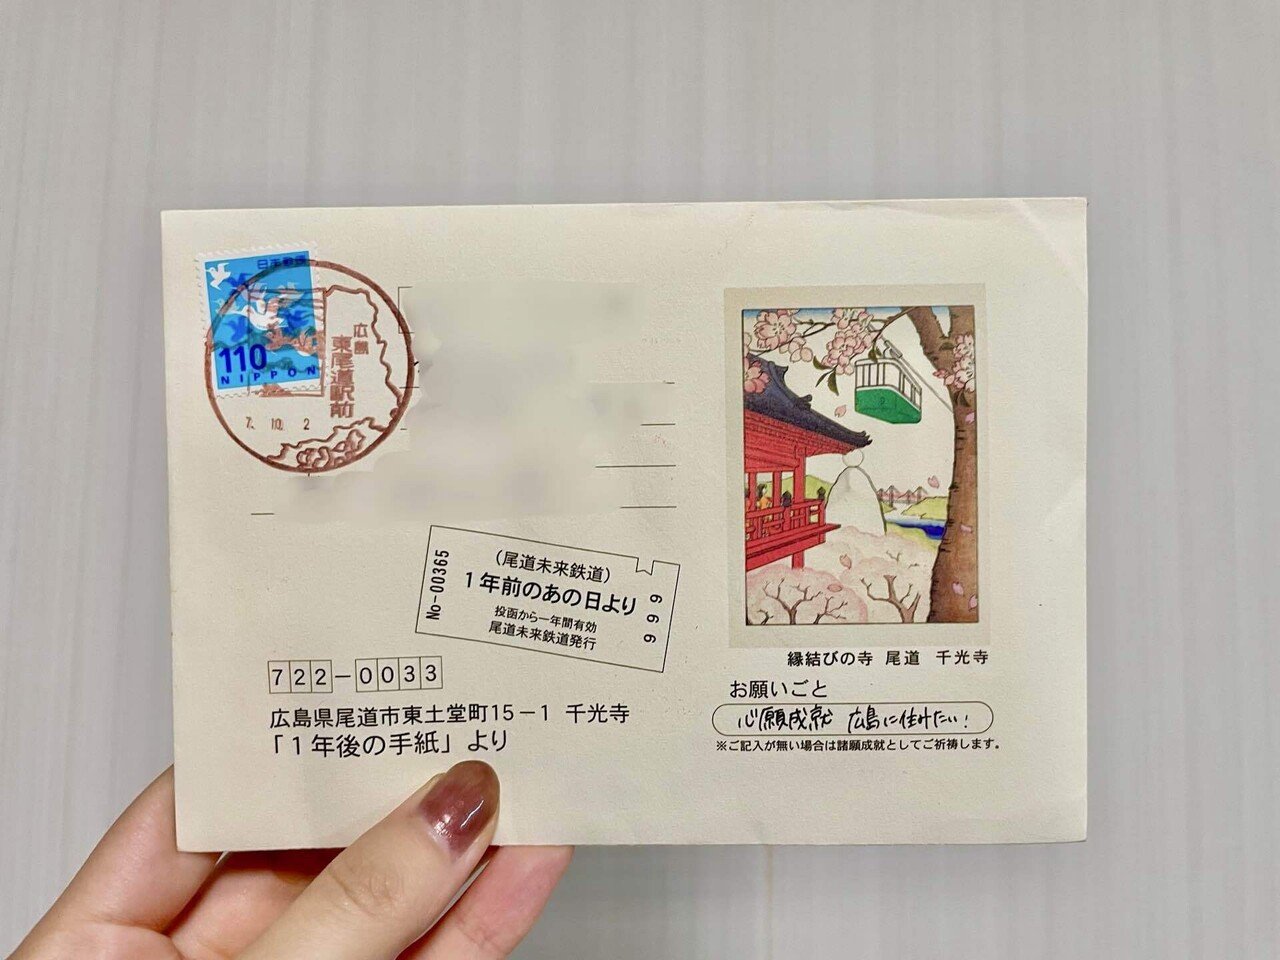 日本郵便
110
NIPPON
広島
東尾道駅前
7. 10. 2
(尾道未来鉄道)
1年前のあの日より
投函から一年間有効
尾道未来鉄道発行
No-00365
999
722-0033
広島県尾道市東土堂町15-1 千光寺
「1年後の手紙」より
縁結びの寺 尾道 千光寺
お願いごと
心願成就 広島に住みたい!
※ご記入が無い場合は諸願成就としてご祈祷します。